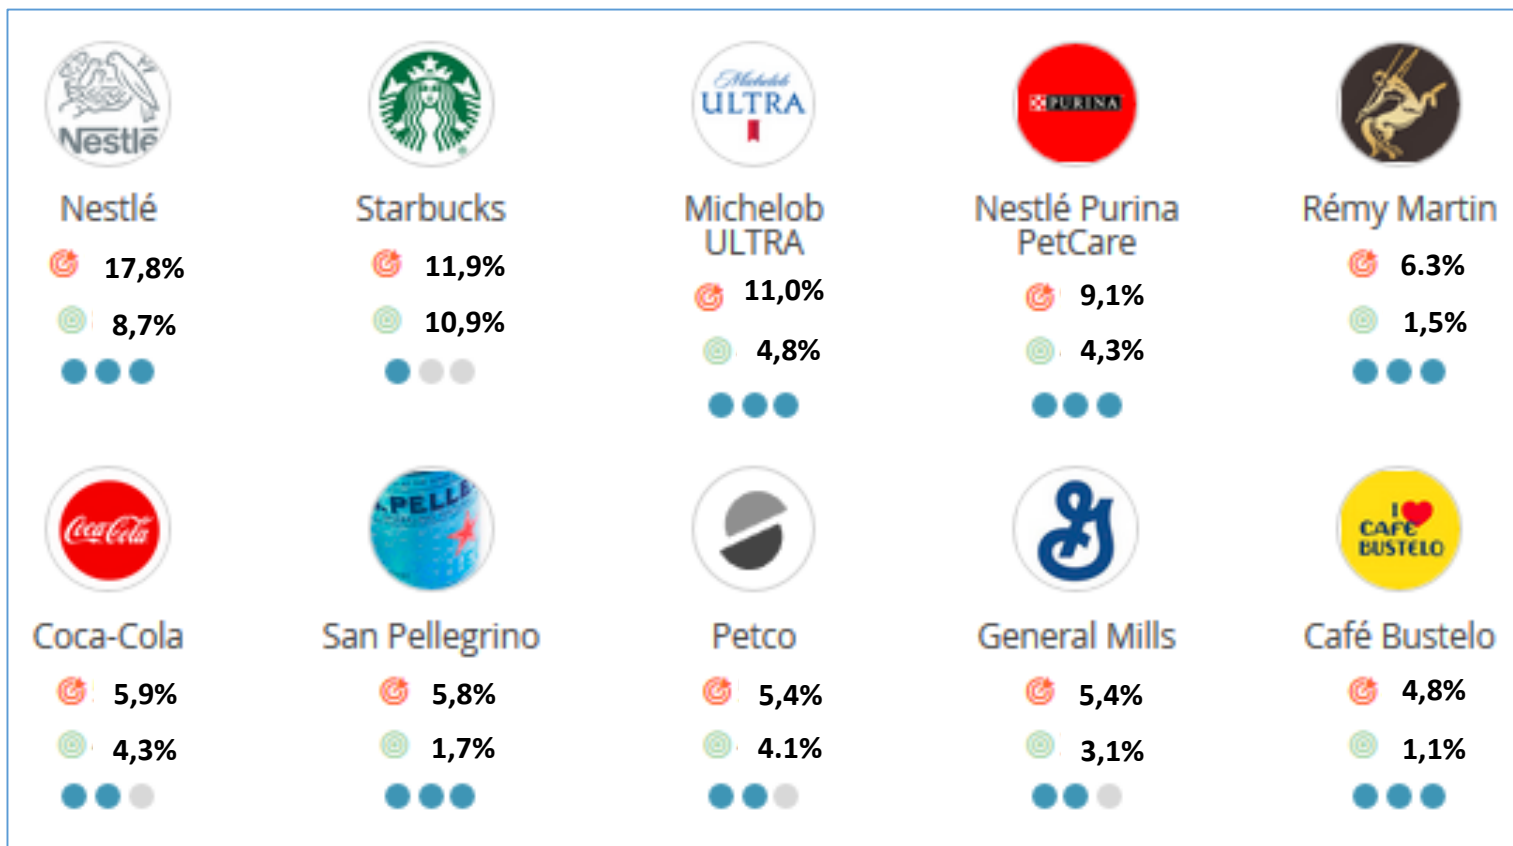 Nestlé
Michelob
ULTRA
PURINA
Nestlé
Starbucks
Michelob
ULTRA
Nestlé Purina
PetCare
Rémy Martin
17,8%
11,9%
11,0%
9,1%
6.3%
8,7%
10,9%
4,8%
4,3%
1,5%
Coca-Cola
.PELLE
I
CAFE
BUSTELO
Coca-Cola
San Pellegrino
Petco
General Mills
Café Bustelo
5,9%
5,8%
5,4%
5,4%
4,8%
4,3%
1,7%
4.1%
3,1%
1,1%